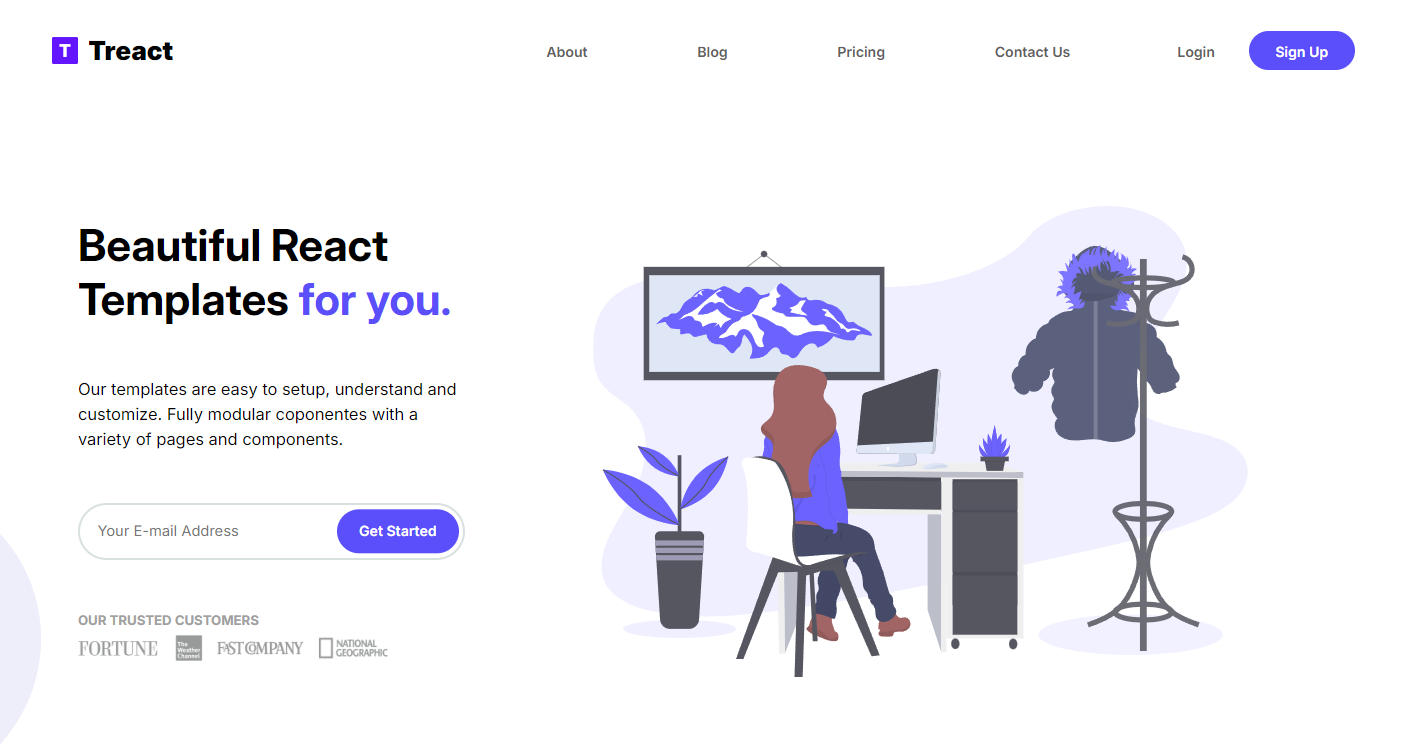 T Treact
About Blog Pricing Contact Us Login Sign Up
Beautiful React
Templates for you.
Our templates are easy to setup, understand and
customize. Fully modular coponentes with a
variety of pages and components.
Your E-mail Address Get Started
OUR TRUSTED CUSTOMERS
FORTUNE
The
Weather
Channel
FAST COMPANY
NATIONAL
GEOGRAPHIC